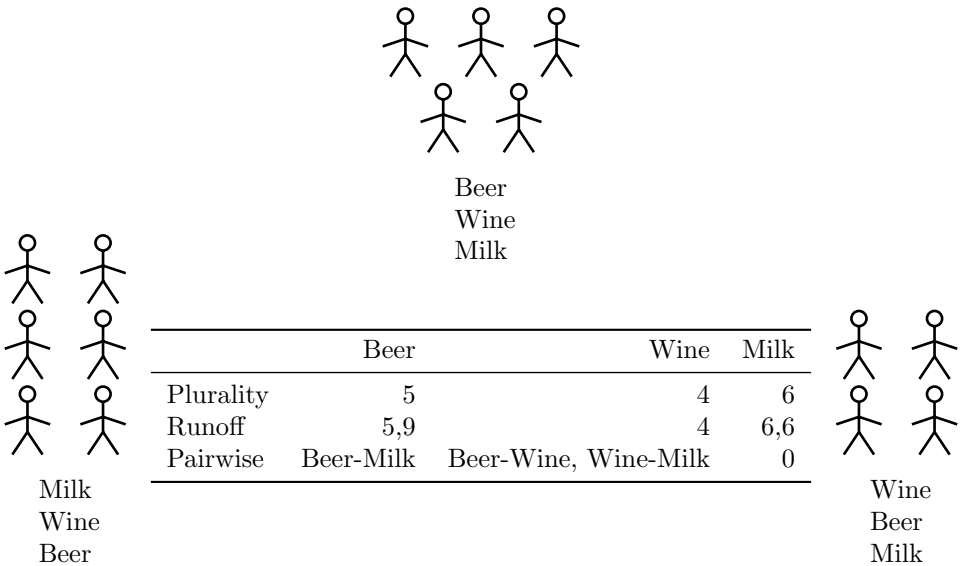 Beer
Wine
Milk
Beer Wine Milk
Plurality 5 4 6
Runoff 5,9 4 6,6
Pairwise Beer-Milk Beer-Wine, Wine-Milk 0
Milk
Wine
Beer
Wine
Beer
Milk